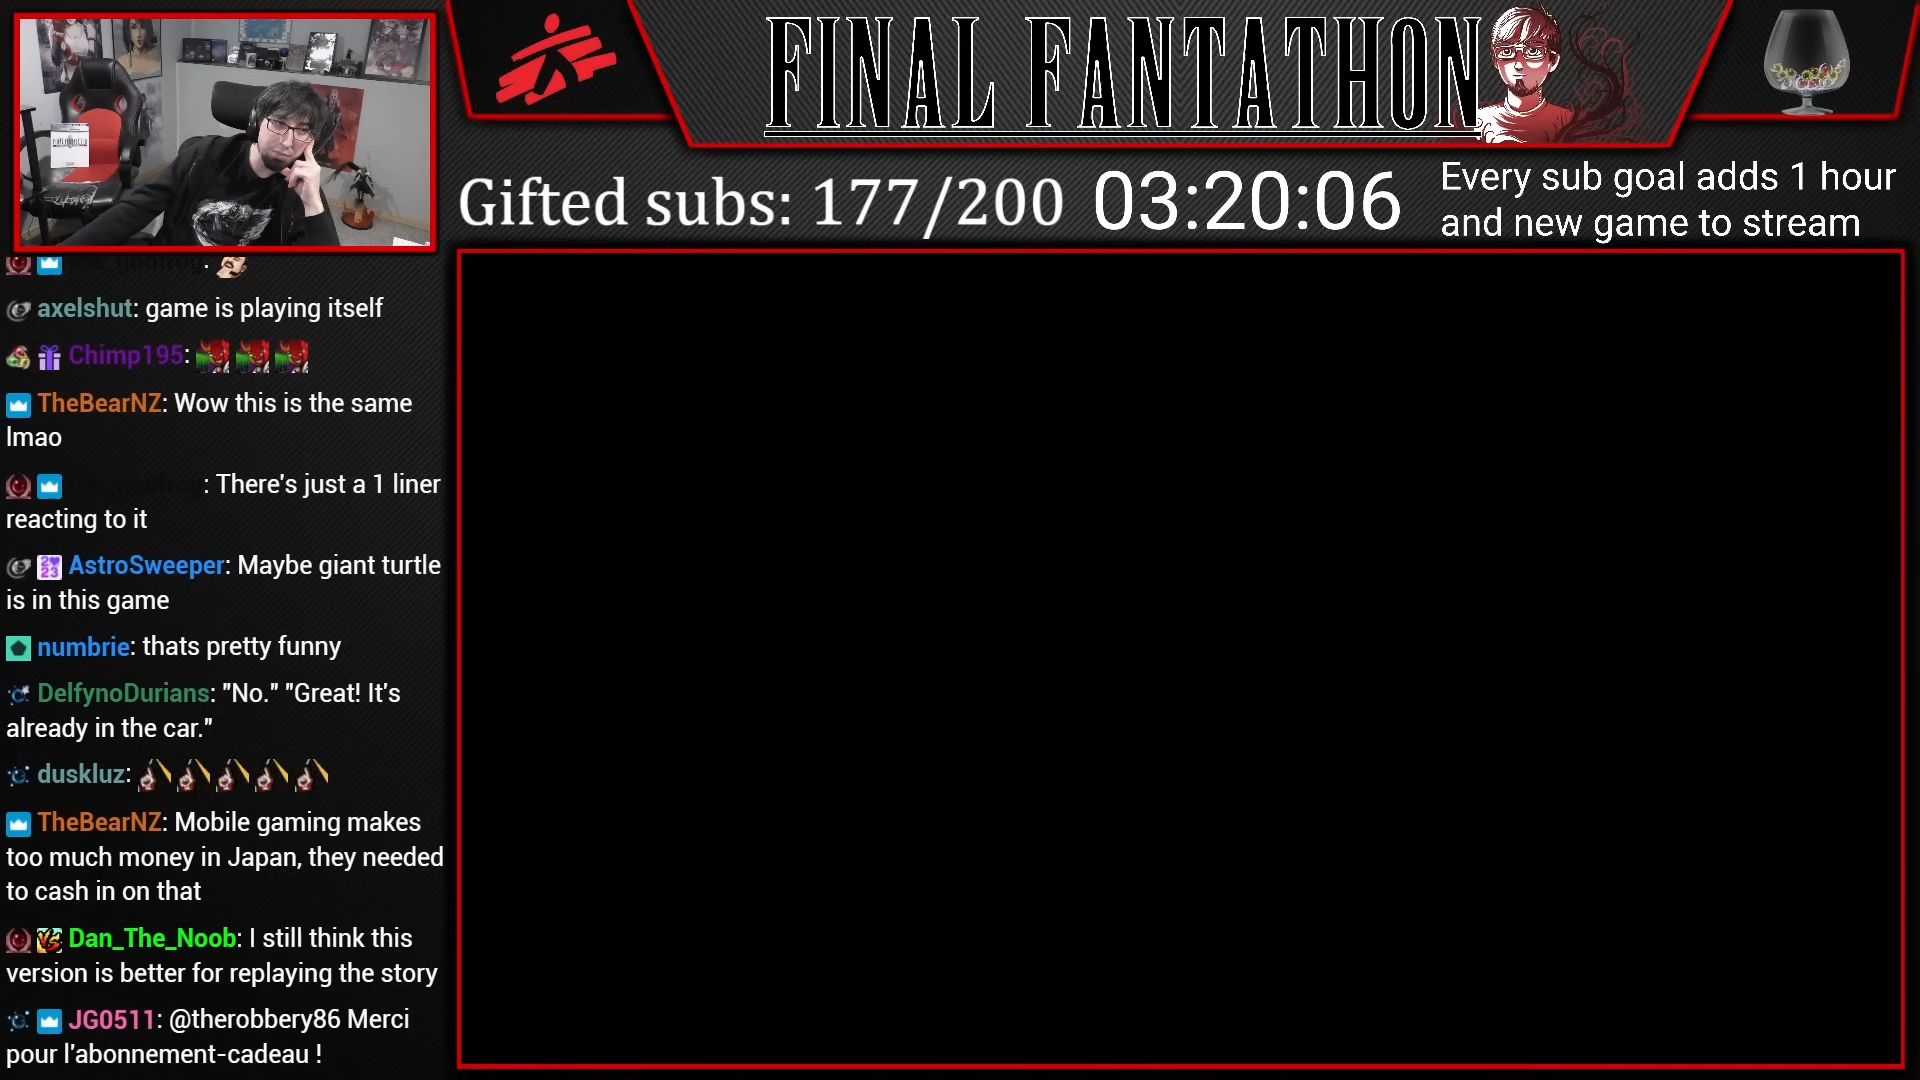 FINAL FANTATHON
Gifted subs: 177/200
03:20:06
Every sub goal adds 1 hour
and new game to stream
axelshut: game is playing itself
Chimp195:
TheBearNZ: Wow this is the same
lmao
: There's just a 1 liner
reacting to it
AstroSweeper: Maybe giant turtle
is in this game
numbrie: thats pretty funny
DelfynoDurians: "No." "Great! It's
already in the car."
duskluz:
TheBearNZ: Mobile gaming makes
too much money in Japan, they needed
to cash in on that
Dan_The_Noob: I still think this
version is better for replaying the story
JG0511: @therobbery86 Merci
pour l'abonnement-cadeau !